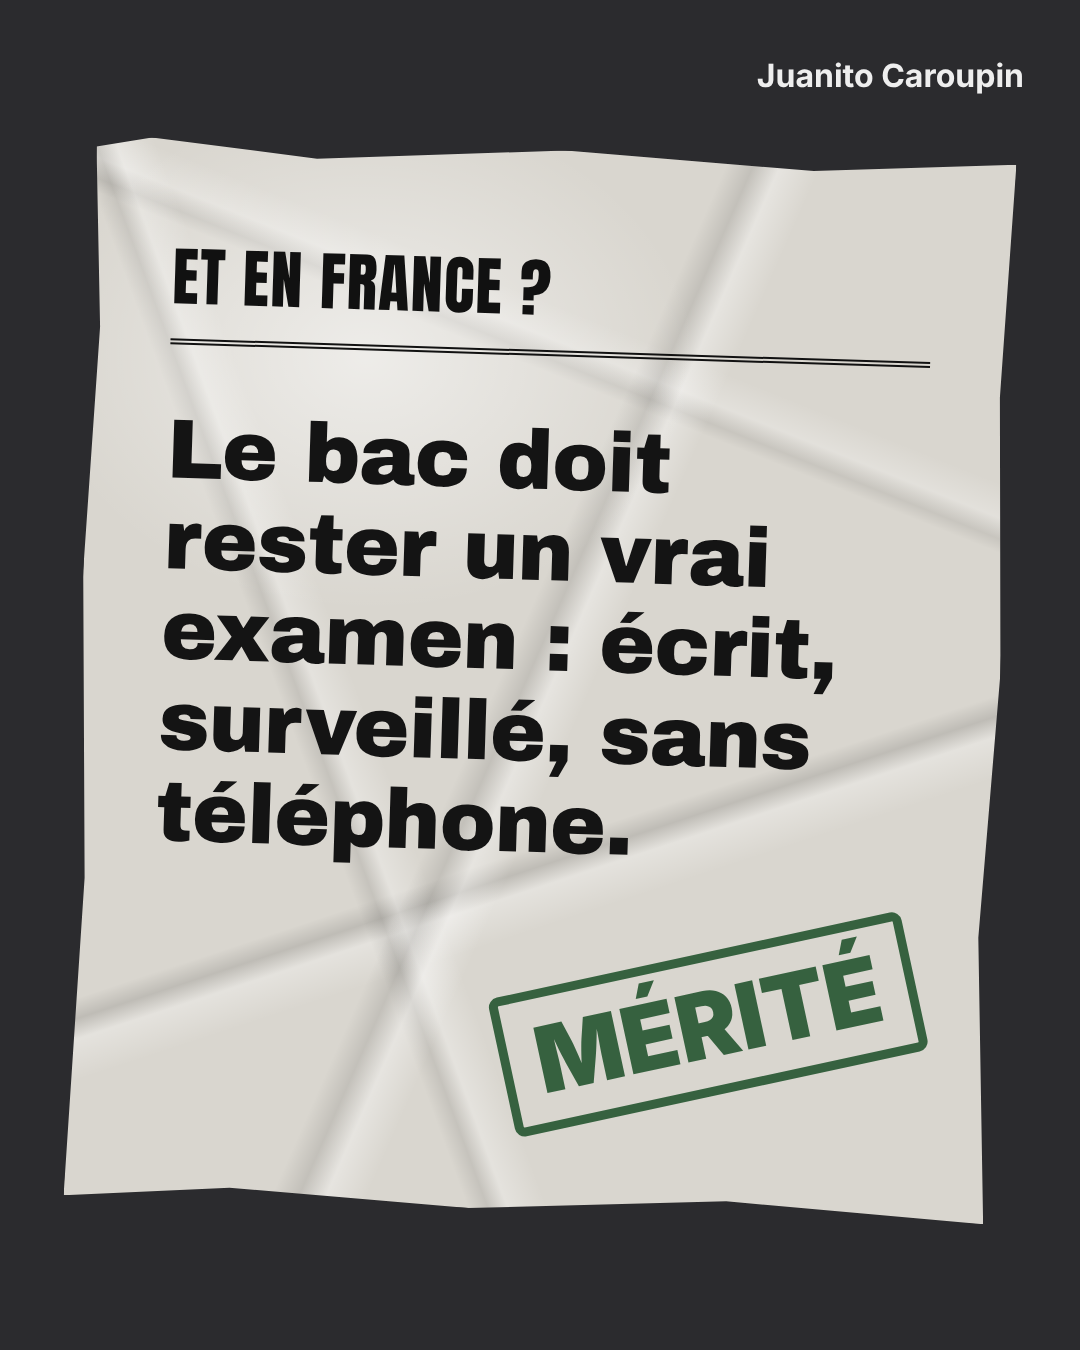 Juanito Caroupin
ET EN FRANCE ?
Le bac doit
rester un vrai
examen : écrit,
surveillé, sans
téléphone.
MÉRITÉ